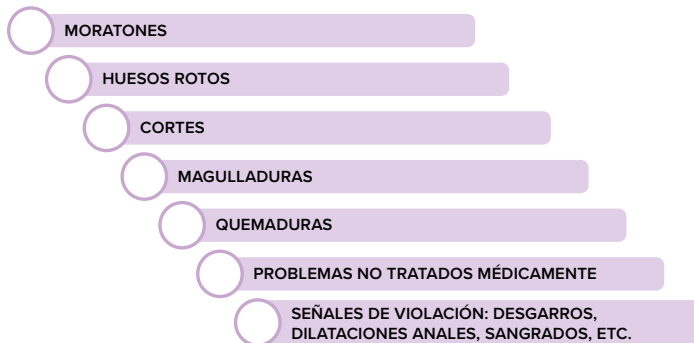 MORATONES
HUESOS ROTOS
CORTES
MAGULLADURAS
QUEMADURAS
PROBLEMAS NO TRATADOS MÉDICAMENTE
SEÑALES DE VIOLACIÓN: DESGARROS,
DILATACIONES ANALES, SANGRADOS, ETC.